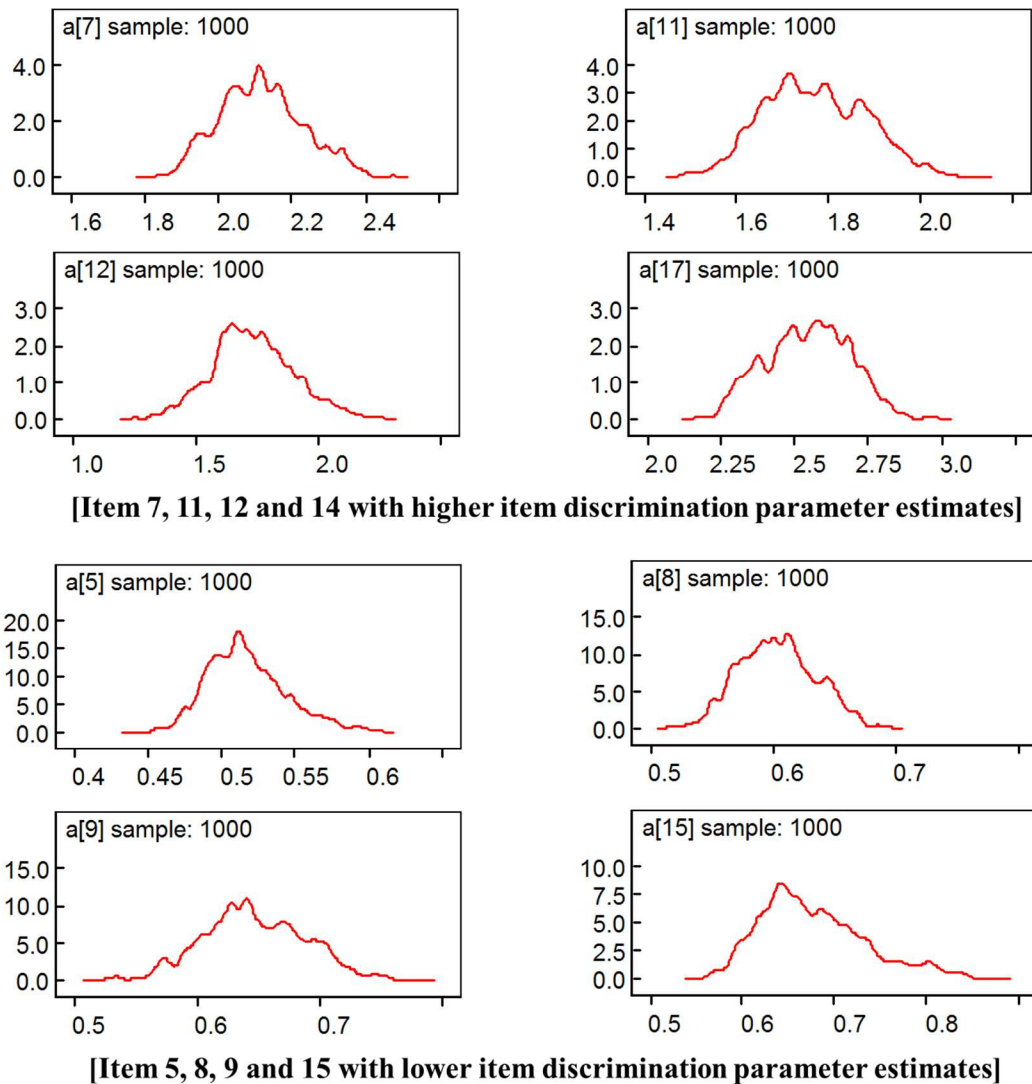 a[7] sample: 1000
4.0
3.0
2.0
1.0
0.0
1.6 1.8 2.0 2.2 2.4
a[11] sample: 1000
4.0
3.0
2.0
1.0
0.0
1.4 1.6 1.8 2.0
a[12] sample: 1000
3.0
2.0
1.0
0.0
1.0 1.5 2.0
a[17] sample: 1000
3.0
2.0
1.0
0.0
2.0 2.25 2.5 2.75 3.0
[Item 7, 11, 12 and 14 with higher item discrimination parameter estimates]
a[5] sample: 1000
20.0
15.0
10.0
5.0
0.0
0.4 0.45 0.5 0.55 0.6
a[8] sample: 1000
15.0
10.0
5.0
0.0
0.5 0.6 0.7
a[9] sample: 1000
15.0
10.0
5.0
0.0
0.5 0.6 0.7
a[15] sample: 1000
10.0
7.5
5.0
2.5
0.0
0.5 0.6 0.7 0.8
[Item 5, 8, 9 and 15 with lower item discrimination parameter estimates]